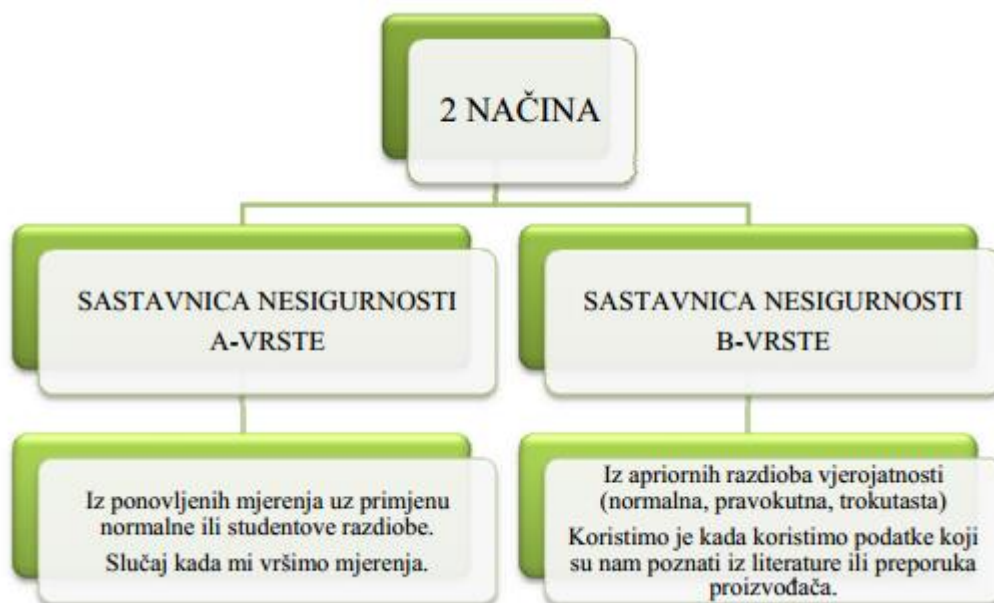 2 NAČINA
SASTAVNICA NESIGURNOSTI
A-VRSTE
SASTAVNICA NESIGURNOSTI
B-VRSTE
Iz ponovljenih mjerenja uz primjenu
normalne ili studentove razdiobe.
Slučaj kada mi vršimo mjerenja.
Iz apriornih razdioba vjerojatnosti
(normalna, pravokutna, trokutasta)
Koristimo je kada koristimo podatke koji
su nam poznati iz literature ili preporuka
proizvođača.